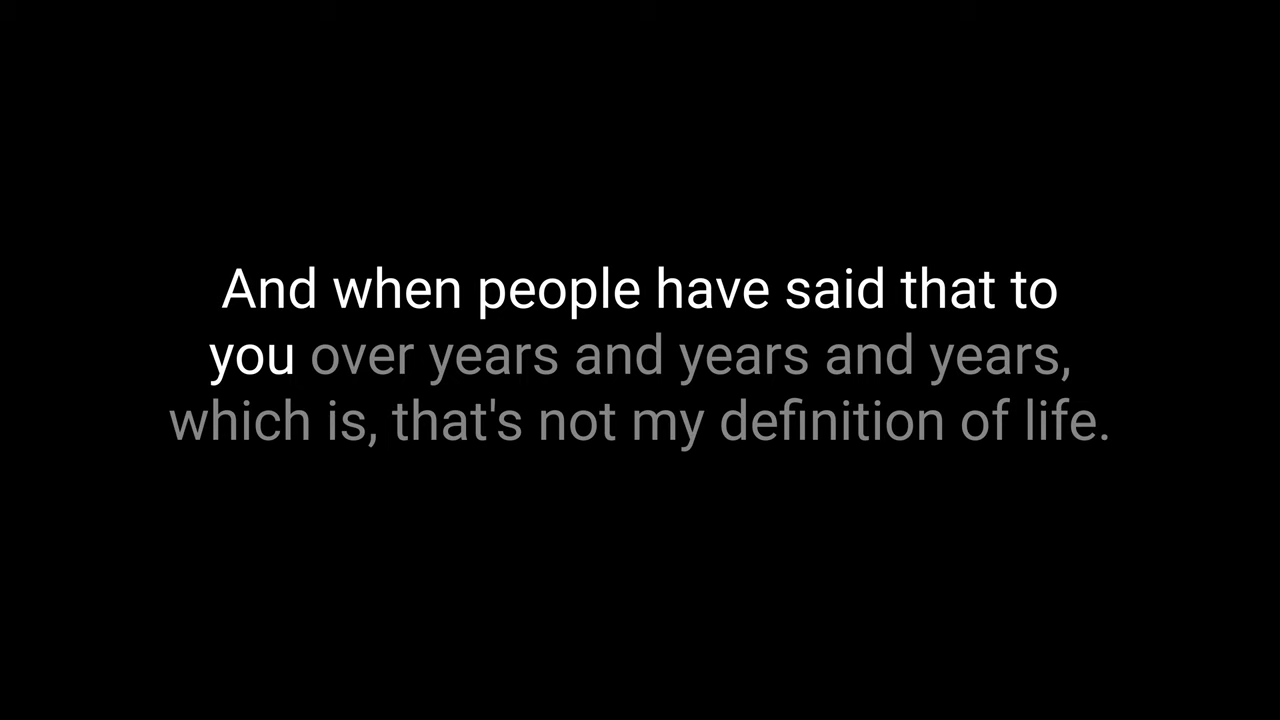 And when people have said that to
you over years and years and years,
which is, that's not my definition of life.